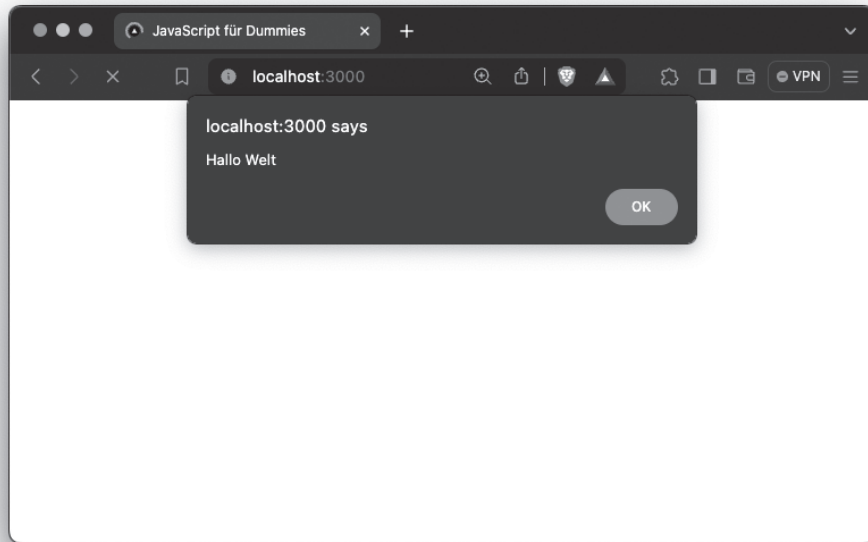 JavaScript für Dummies
localhost:3000
VPN
localhost:3000 says
Hallo Welt
OK